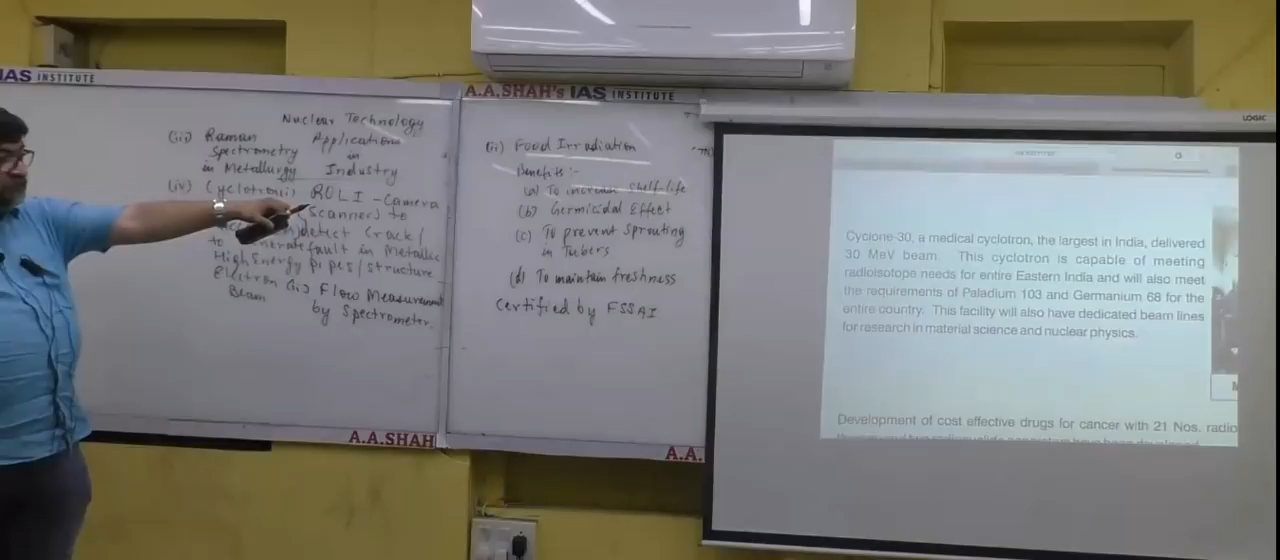 IAS INSTITUTE
A.A.SHAH's IAS INSTITUTE
LOGIC
Nuclear Technology
Applications
in
Industry
(iii) Raman
Spectrometry
in Metallurgy
(iv) Cyclotron
to generate
High Energy
Electron
Beam
(i) ROLI - Camera
(Scanner) to
detect Crack/
fault in Metallic
pipes/structure
(ii) Flow Measurement
by Spectrometer.
(ii) Food Irradiation
Benefits :-
(a) To increase shelf-life
(b) Germicidal Effect
(c) To prevent Sprouting
in Tubers
(d) To maintain freshness
Certified by FSSAI
Cyclone-30, a medical cyclotron, the largest in India, delivered
30 MeV beam. This cyclotron is capable of meeting
radioisotope needs for entire Eastern India and will also meet
the requirements of Paladium 103 and Germanium 68 for the
entire country. This facility will also have dedicated beam lines
for research in material science and nuclear physics.
Development of cost effective drugs for cancer with 21 Nos. radio
A.A.SHAH
A.A.